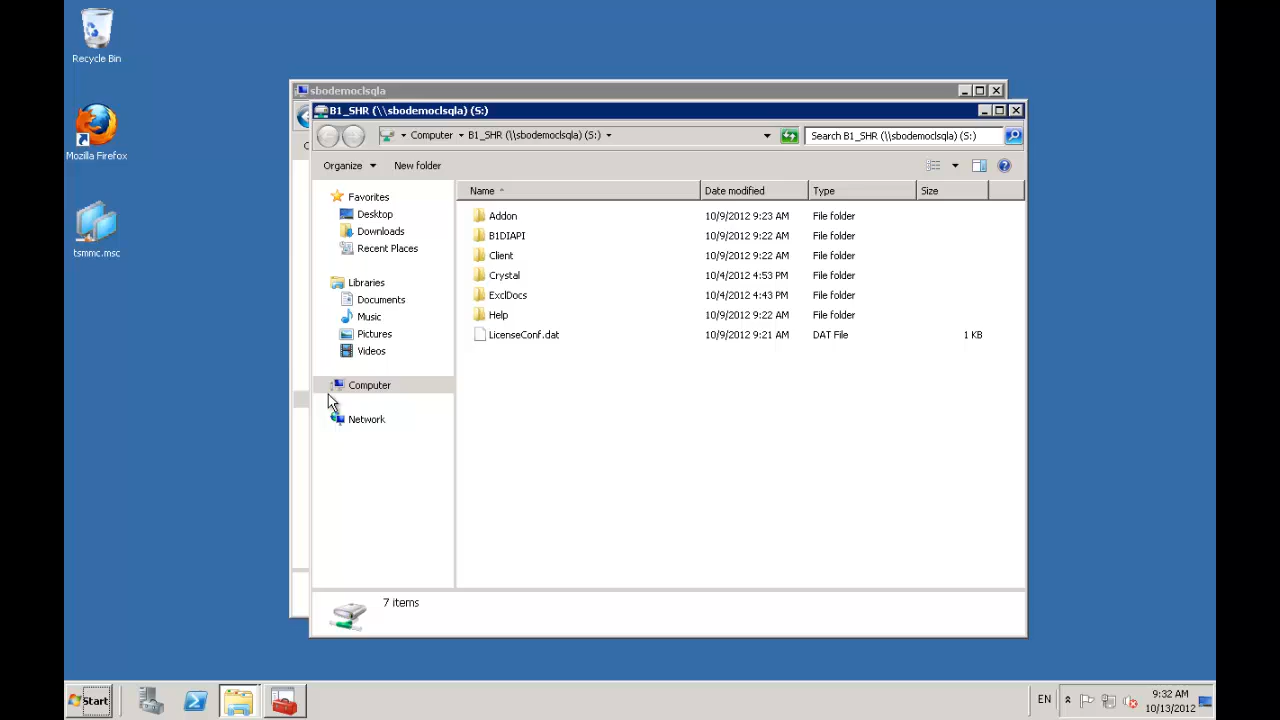 Recycle Bin
Mozilla Firefox
tsmmc.msc
sbodemoclsqla
B1_SHR (\\sbodemoclsqla) (S:)
Computer B1_SHR (\\sbodemoclsqla) (S:)
Search B1_SHR (\\sbodemoclsqla) (S:)
Organize New folder
Favorites
Desktop
Downloads
Recent Places
Libraries
Documents
Music
Pictures
Videos
Computer
Network
Name Date modified Type Size
Addon 10/9/2012 9:23 AM File folder
B1DIAPI 10/9/2012 9:22 AM File folder
Client 10/9/2012 9:22 AM File folder
Crystal 10/4/2012 4:53 PM File folder
ExclDocs 10/4/2012 4:43 PM File folder
Help 10/9/2012 9:22 AM File folder
LicenseConf.dat 10/9/2012 9:21 AM DAT File 1 KB
7 items
Start
EN
9:32 AM
10/13/2012